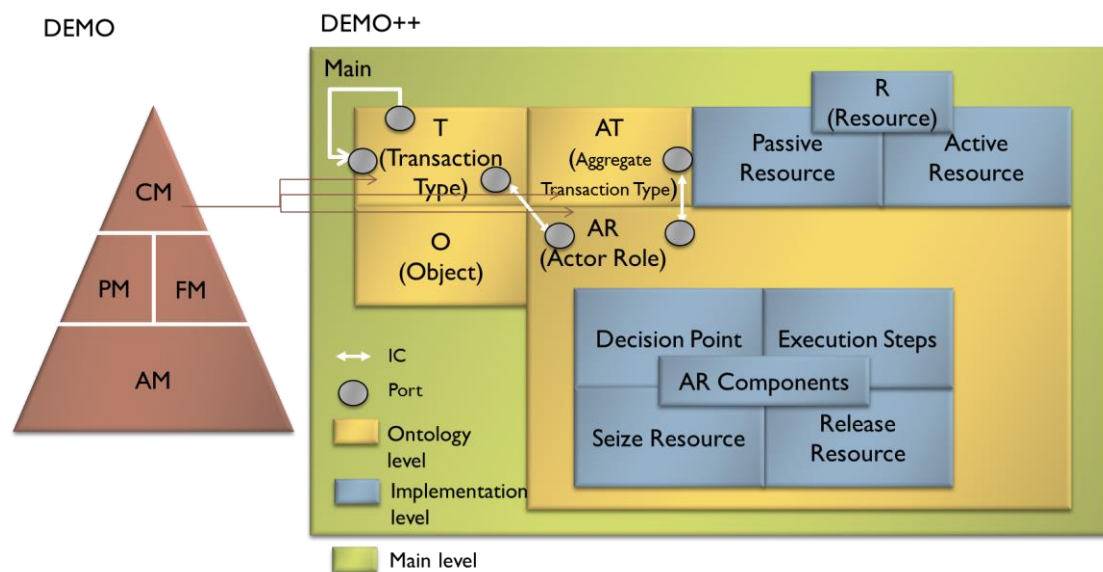 DEMO
DEMO++
Main
R
(Resource)
T
(Transaction
Type)
AT
(Aggregate
Transaction Type)
Passive
Resource
Active
Resource
CM
O
(Object)
AR
(Actor Role)
PM
FM
Decision Point
Execution Steps
IC
AM
AR Components
Port
Ontology
level
Seize Resource
Release
Resource
Implementation
level
Main level